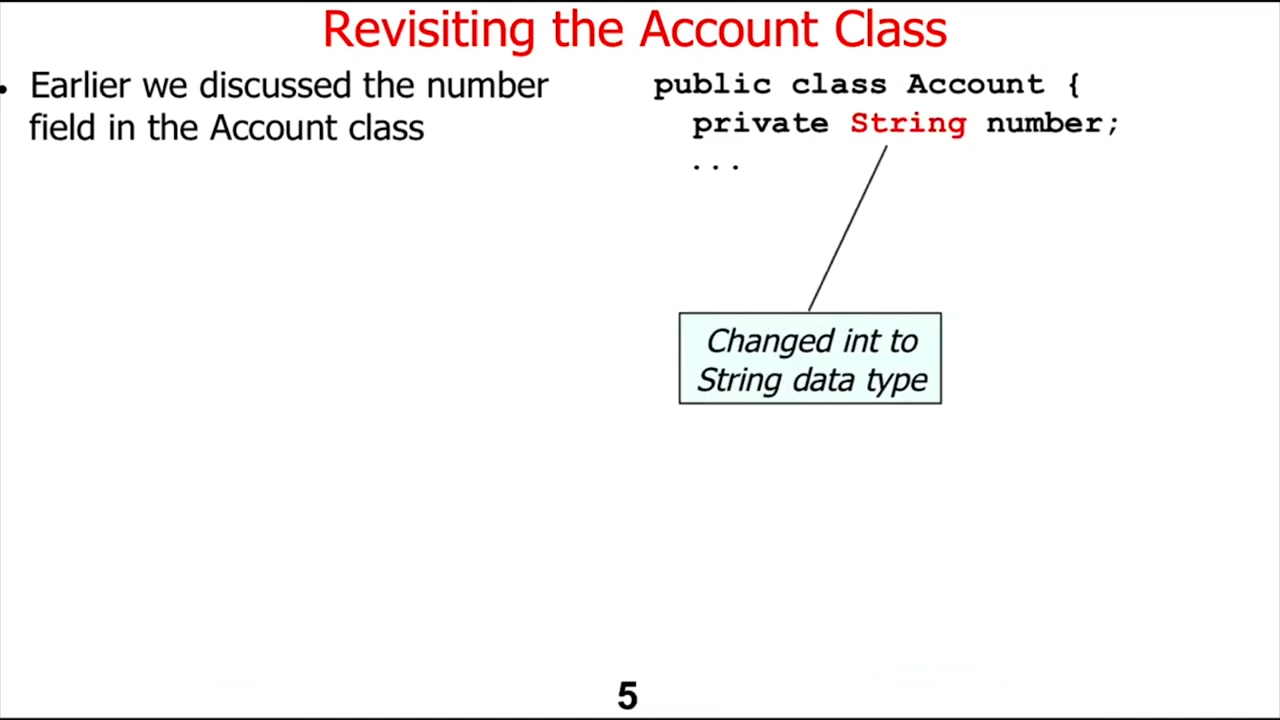 Revisiting the Account Class
• Earlier we discussed the number
field in the Account class
public class Account {
private String number;
...
Changed int to
String data type
5